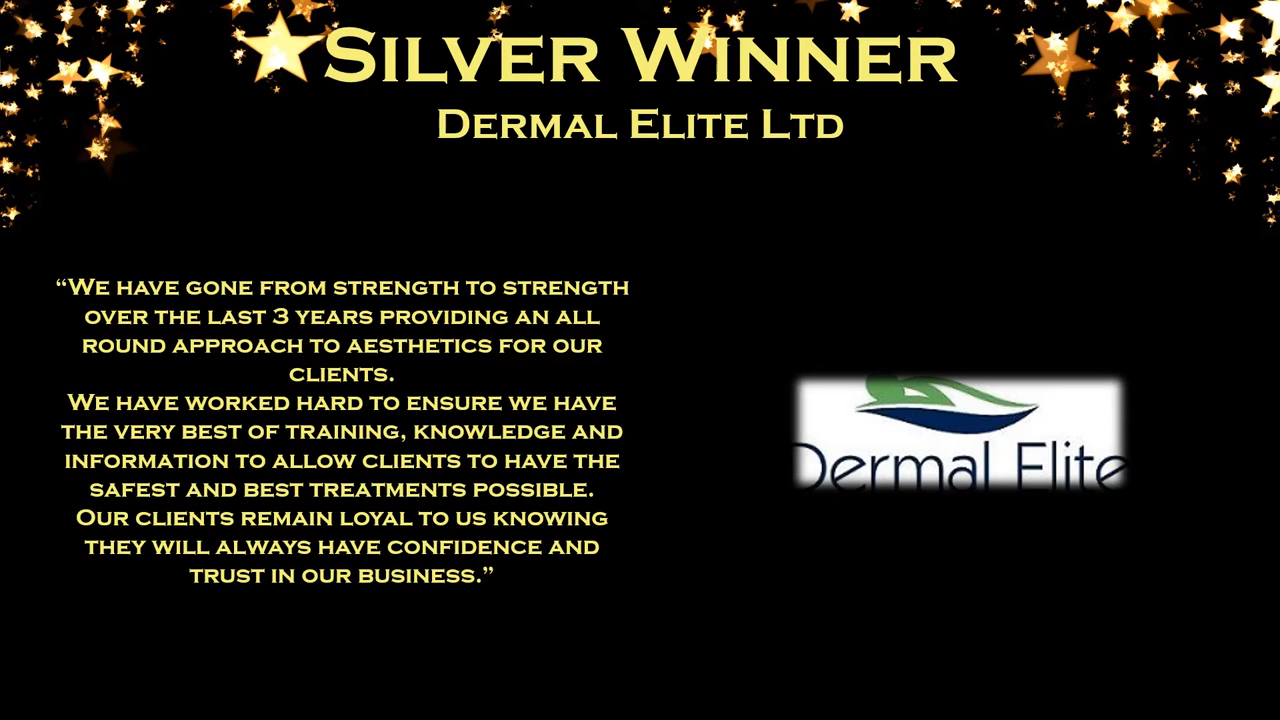 Silver Winner
Dermal Elite Ltd
“We have gone from strength to strength
over the last 3 years providing an all
round approach to aesthetics for our
clients.
We have worked hard to ensure we have
the very best of training, knowledge and
information to allow clients to have the
safest and best treatments possible.
Our clients remain loyal to us knowing
they will always have confidence and
trust in our business.”
Dermal Elite